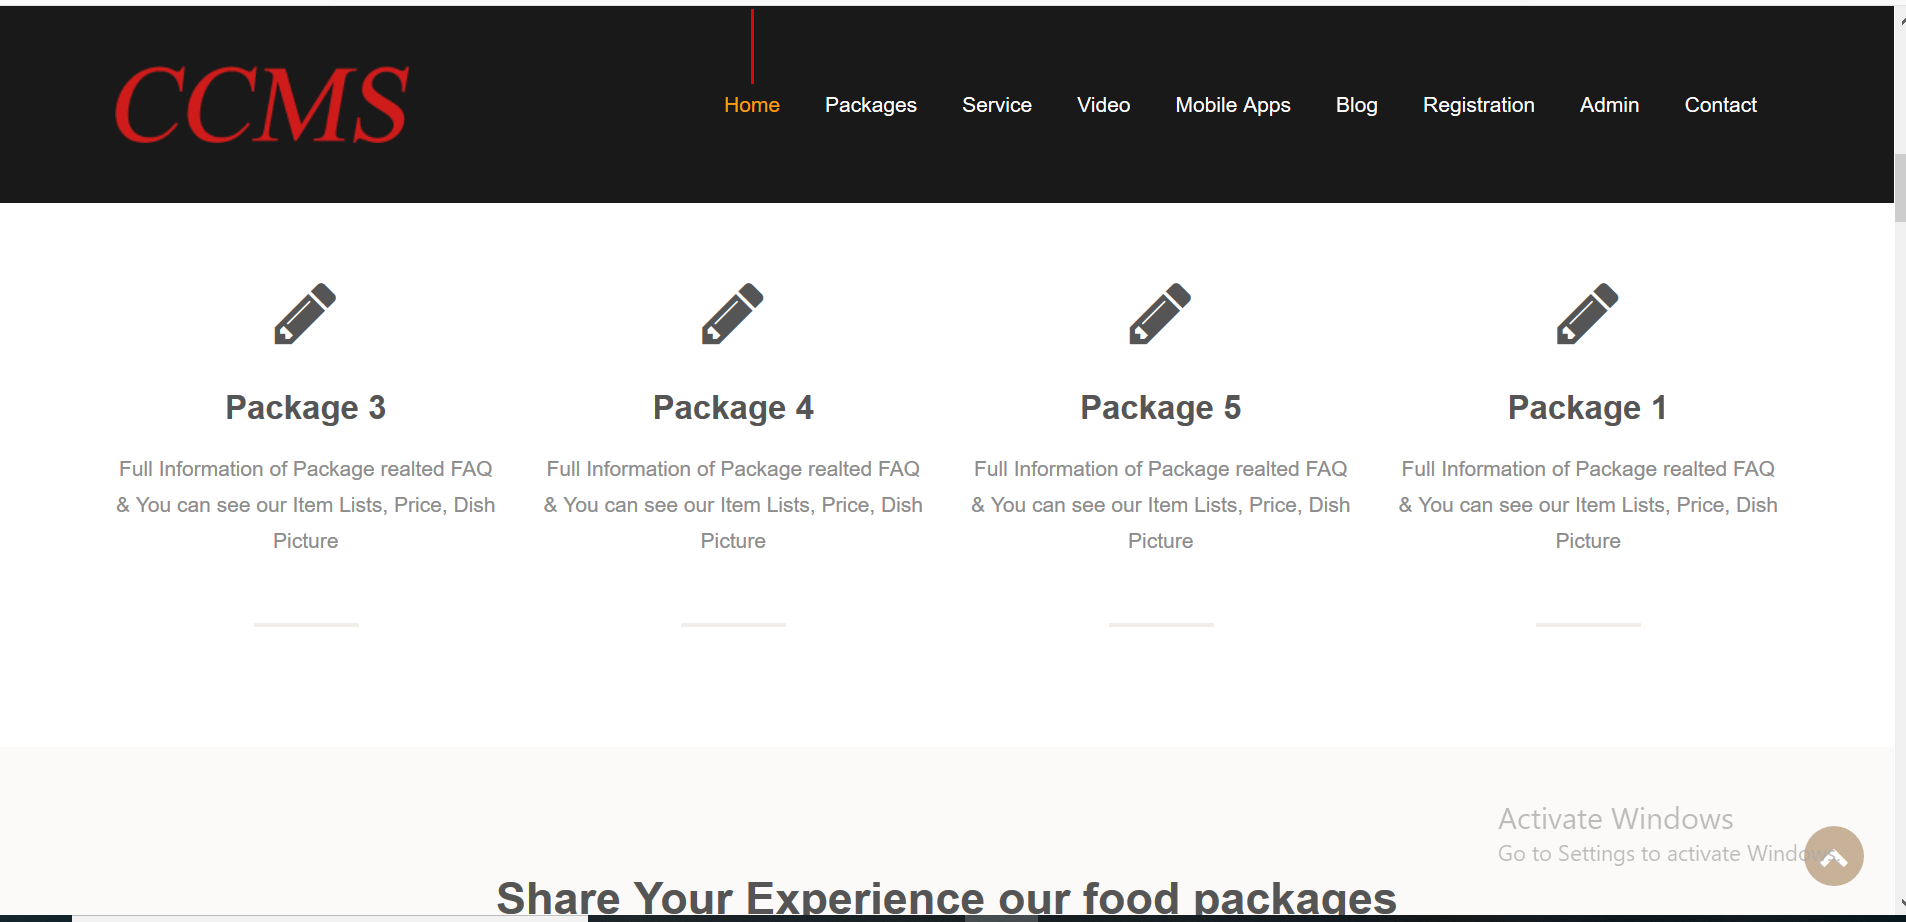 CCMS
Home Packages Service Video Mobile Apps Blog Registration Admin Contact
Package 3
Full Information of Package realted FAQ
& You can see our Item Lists, Price, Dish
Picture
Package 4
Full Information of Package realted FAQ
& You can see our Item Lists, Price, Dish
Picture
Package 5
Full Information of Package realted FAQ
& You can see our Item Lists, Price, Dish
Picture
Package 1
Full Information of Package realted FAQ
& You can see our Item Lists, Price, Dish
Picture
Activate Windows
Go to Settings to activate Windows.
Share Your Experience our food packages